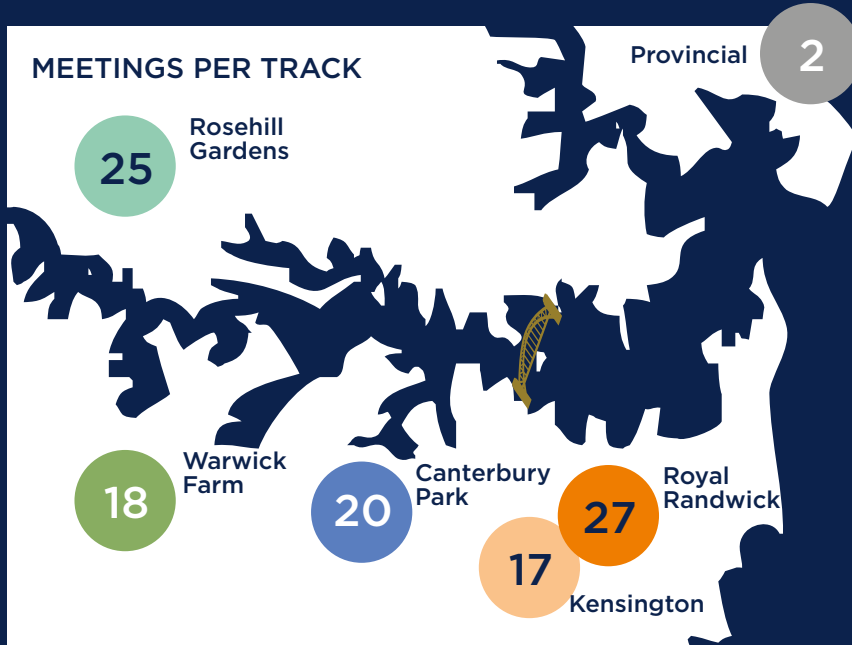 MEETINGS PER TRACK
Provincial
2
25
Rosehill
Gardens
18
Warwick
Farm
20
Canterbury
Park
27
Royal
Randwick
17
Kensington